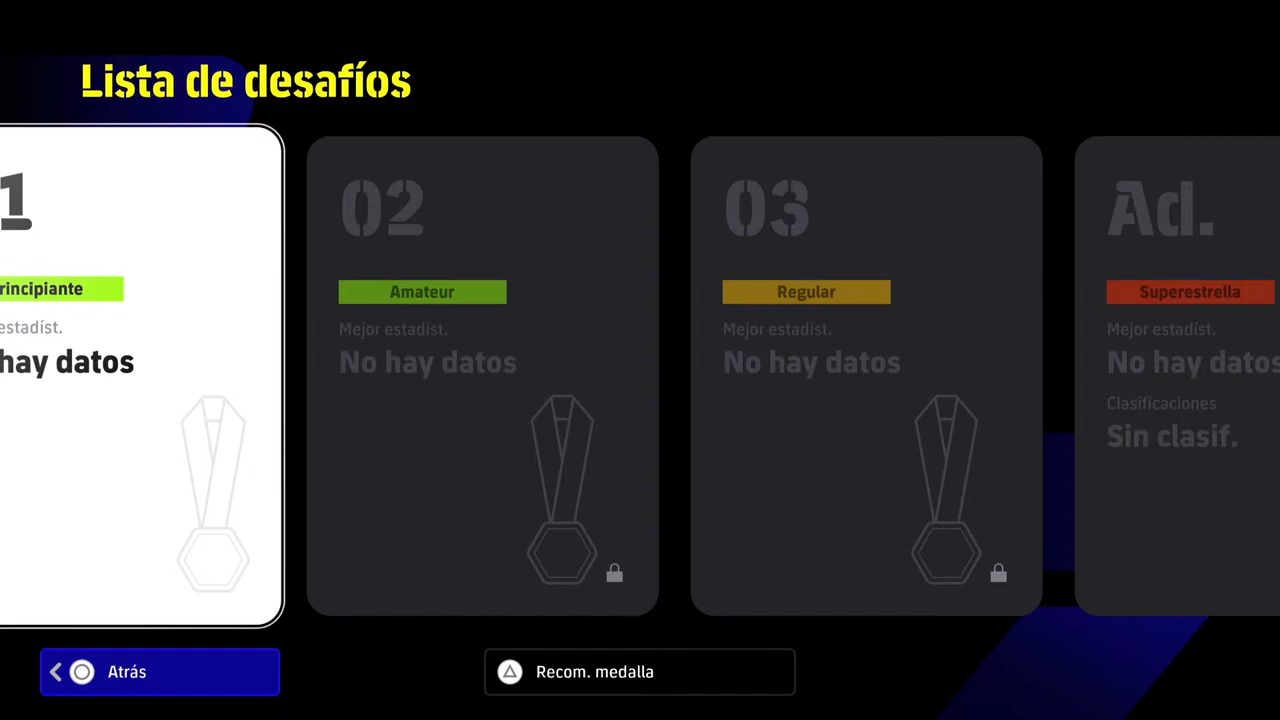 Lista de desafíos
1
rincipiante
estadíst.
hay datos
02
Amateur
Mejor estadíst.
No hay datos
03
Regular
Mejor estadíst.
No hay datos
Ad.
Superestrella
Mejor estadíst.
No hay datos
Clasificaciones
Sin clasif.
Atrás
Recom. medalla